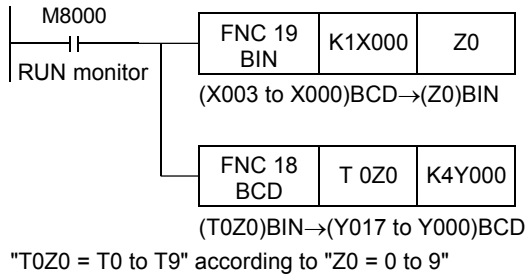 M8000
RUN monitor
FNC 19
BIN
K1X000
Z0
(X003 to X000)BCD→(Z0)BIN
FNC 18
BCD
T 0Z0
K4Y000
(T0Z0)BIN→(Y017 to Y000)BCD
"T0Z0 = T0 to T9" according to "Z0 = 0 to 9"